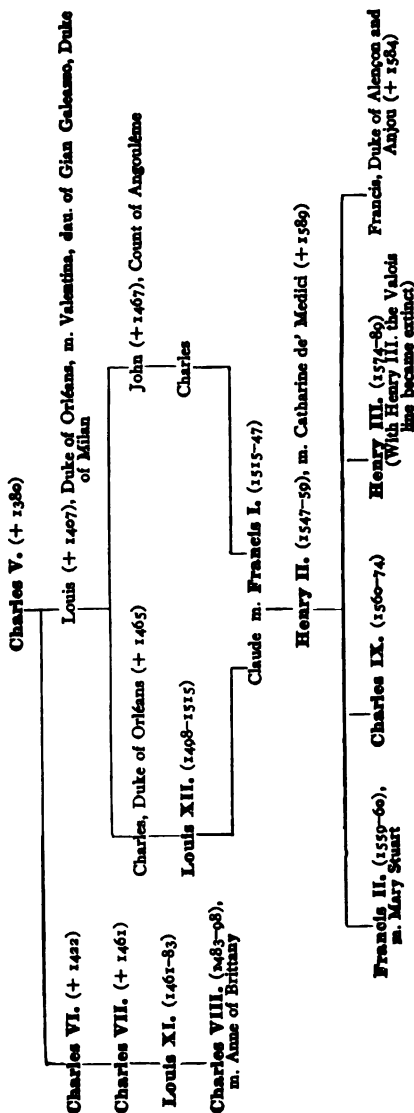 Charles V. (+ 1380)
Charles VI. (+ 1422)
Charles VII. (+ 1461)
Louis XI. (1461–83)
Charles VIII. (1483–98),
m. Anne of Brittany
Louis (+ 1407), Duke of Orléans, m. Valentina, dau. of Gian Galeasso, Duke
of Milan
Charles, Duke of Orléans (+ 1465)
Louis XII. (1498–1515)
John (+ 1467), Count of Angoulême
Charles
Claude m. Francis I. (1515–47)
Henry II. (1547–59), m. Catharine de' Medici (+ 1589)
Francis II. (1559–60),
m. Mary Stuart
Charles IX. (1560–74)
Henry III. (1574–89)
(With Henry III. the Valois
line became extinct)
Francis, Duke of Alençon and
Anjou (+ 1584)